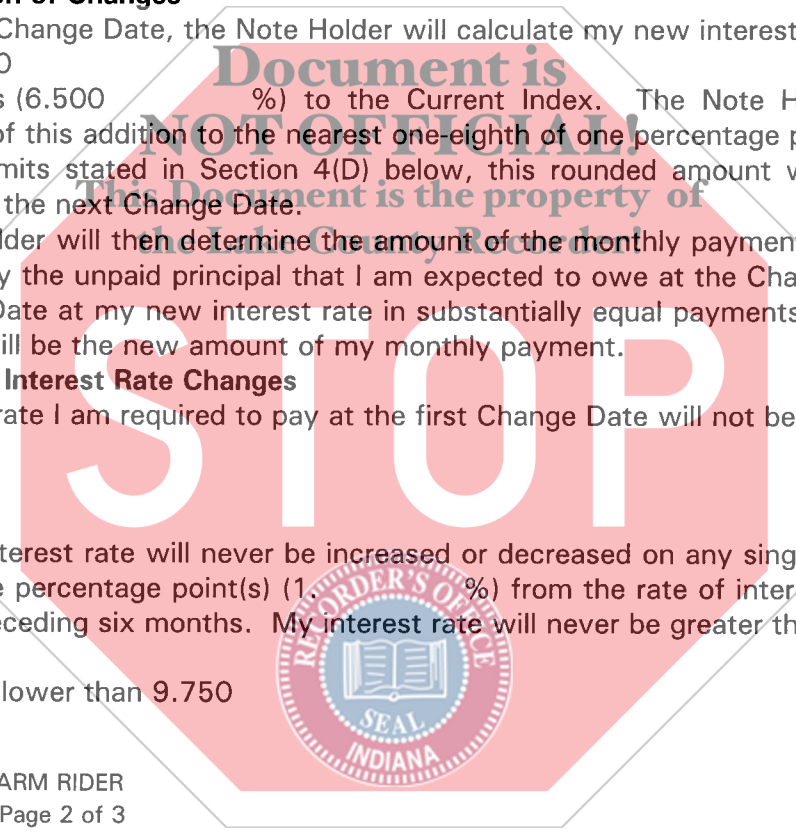 n of Changes
Change Date, the Note Holder will calculate my new interest
0
Document is
s (6.500 %) to the Current Index. The Note H
NOT OFFICIAL!
of this addition to the nearest one-eighth of one percentage p
mits stated in Section 4(D) below, this rounded amount w
This Document is the property of
the next Change Date.
the Lake County Recorder!
lder will then determine the amount of the monthly payment
y the unpaid principal that I am expected to owe at the Cha
Date at my new interest rate in substantially equal payments
ill be the new amount of my monthly payment.
Interest Rate Changes
rate I am required to pay at the first Change Date will not be
STOP
terest rate will never be increased or decreased on any sing
e percentage point(s) (1. %) from the rate of inter
eceding six months. My interest rate will never be greater th
RECORDER'S OFFICE
lower than 9.750
SEAL
INDIANA
ARM RIDER
Page 2 of 3